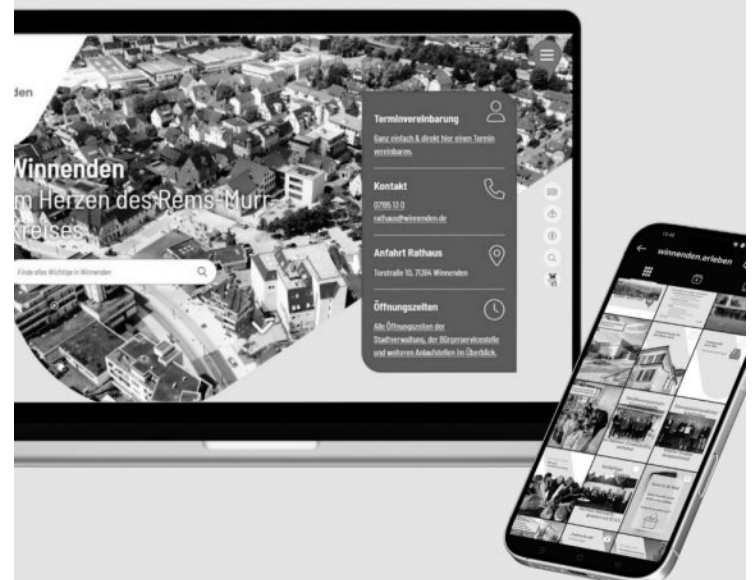 den
Winnenden
m Herzen des Rems-Murr-
Kreises
Finde alles Wichtige in Winnenden
Terminvereinbarung
Ganz einfach & direkt hier einen Termin
vereinbaren.
Kontakt
07195 13 0
rathaus@winnenden.de
Anfahrt Rathaus
Torstraße 10, 71364 Winnenden
Öffnungszeiten
Alle Öffnungszeiten der
Stadtverwaltung, der Bürgerservicestelle
und weiteren Anlaufstellen im Überblick.
winnenden.erleben